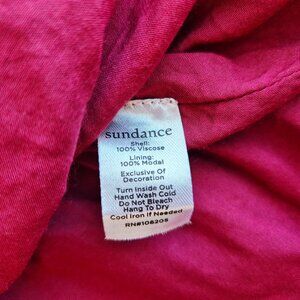 sundance
Shell:
100% Viscose
Lining:
100% Modal
Exclusive Of
Decoration
Turn Inside Out
Hand Wash Cold
Do Not Bleach
Hang To Dry
Cool Iron If Needed
RN#108205